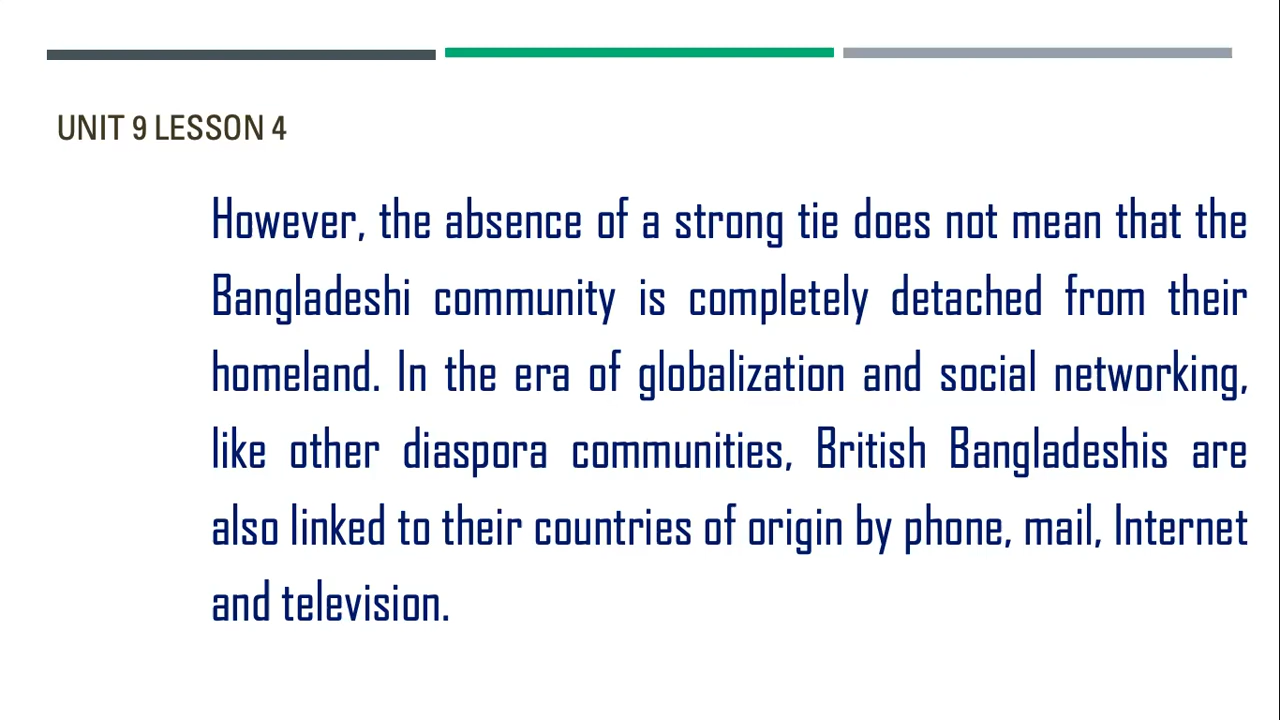 UNIT 9 LESSON 4
However, the absence of a strong tie does not mean that the
Bangladeshi community is completely detached from their
homeland. In the era of globalization and social networking,
like other diaspora communities, British Bangladeshis are
also linked to their countries of origin by phone, mail, Internet
and television.